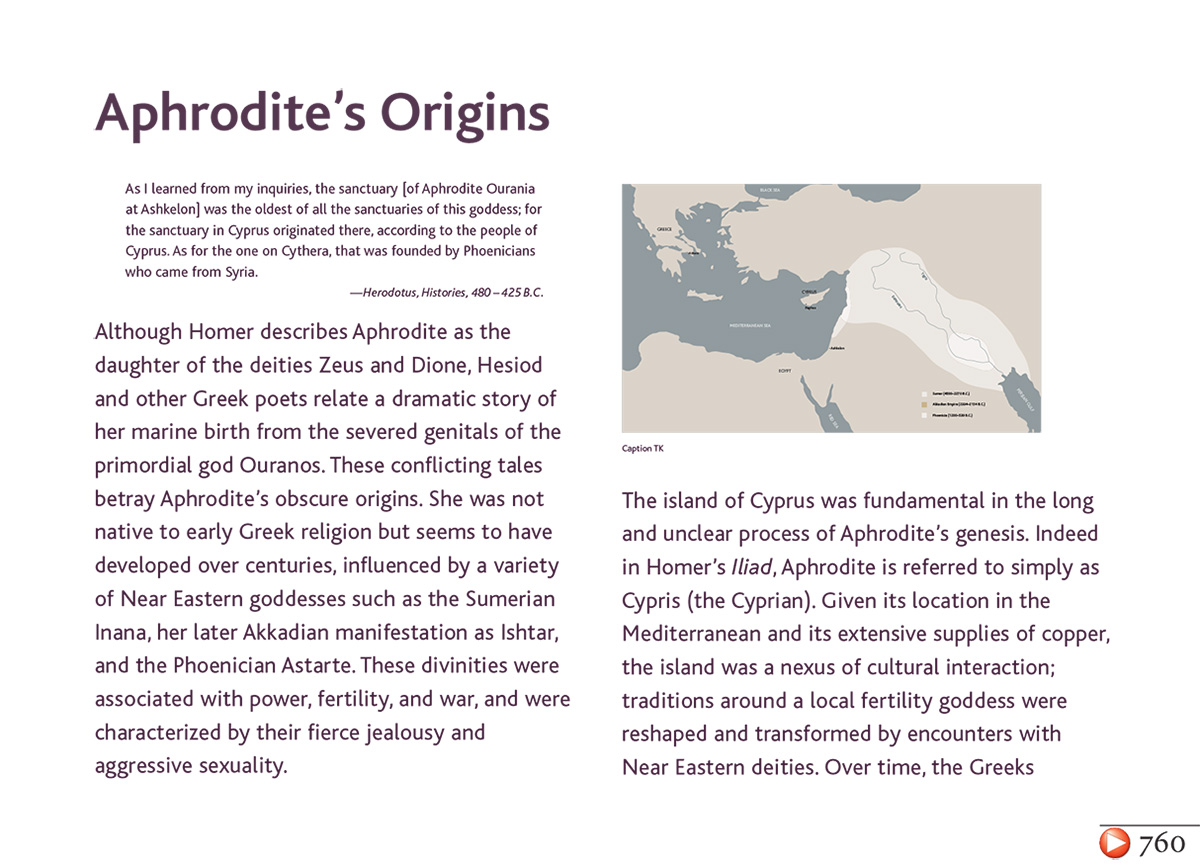 Aphrodite’s Origins
As I learned from my inquiries, the sanctuary [of Aphrodite Ourania
at Ashkelon] was the oldest of all the sanctuaries of this goddess; for
the sanctuary in Cyprus originated there, according to the people of
Cyprus. As for the one on Cythera, that was founded by Phoenicians
who came from Syria.
—Herodotus, Histories, 480 – 425 B.C.
Although Homer describes Aphrodite as the
daughter of the deities Zeus and Dione, Hesiod
and other Greek poets relate a dramatic story of
her marine birth from the severed genitals of the
primordial god Ouranos. These conflicting tales
betray Aphrodite’s obscure origins. She was not
native to early Greek religion but seems to have
developed over centuries, influenced by a variety
of Near Eastern goddesses such as the Sumerian
Inana, her later Akkadian manifestation as Ishtar,
and the Phoenician Astarte. These divinities were
associated with power, fertility, and war, and were
characterized by their fierce jealousy and
aggressive sexuality.
BLACK SEA
GREECE
CYPRUS
MEDITERRANEAN SEA
Ashkelon
EGYPT
RED SEA
Caption TK
The island of Cyprus was fundamental in the long
and unclear process of Aphrodite’s genesis. Indeed
in Homer’s Iliad, Aphrodite is referred to simply as
Cypris (the Cyprian). Given its location in the
Mediterranean and its extensive supplies of copper,
the island was a nexus of cultural interaction;
traditions around a local fertility goddess were
reshaped and transformed by encounters with
Near Eastern deities. Over time, the Greeks
760